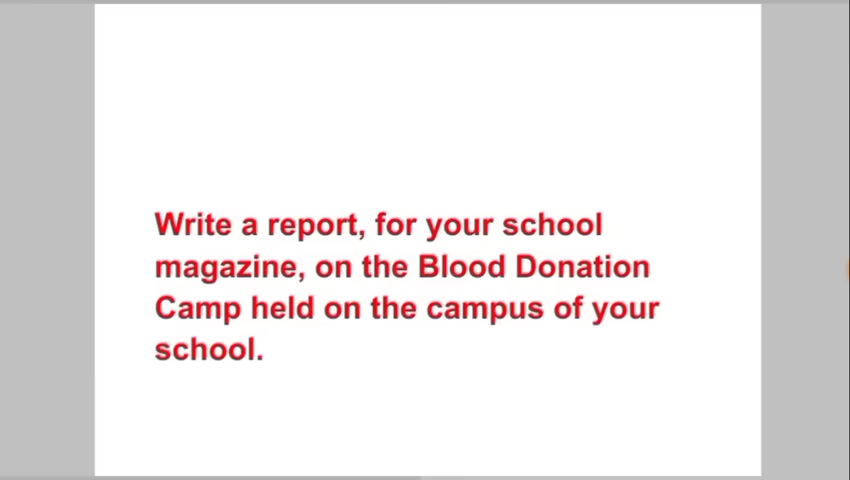 Write a report, for your school
magazine, on the Blood Donation
Camp held on the campus of your
school.